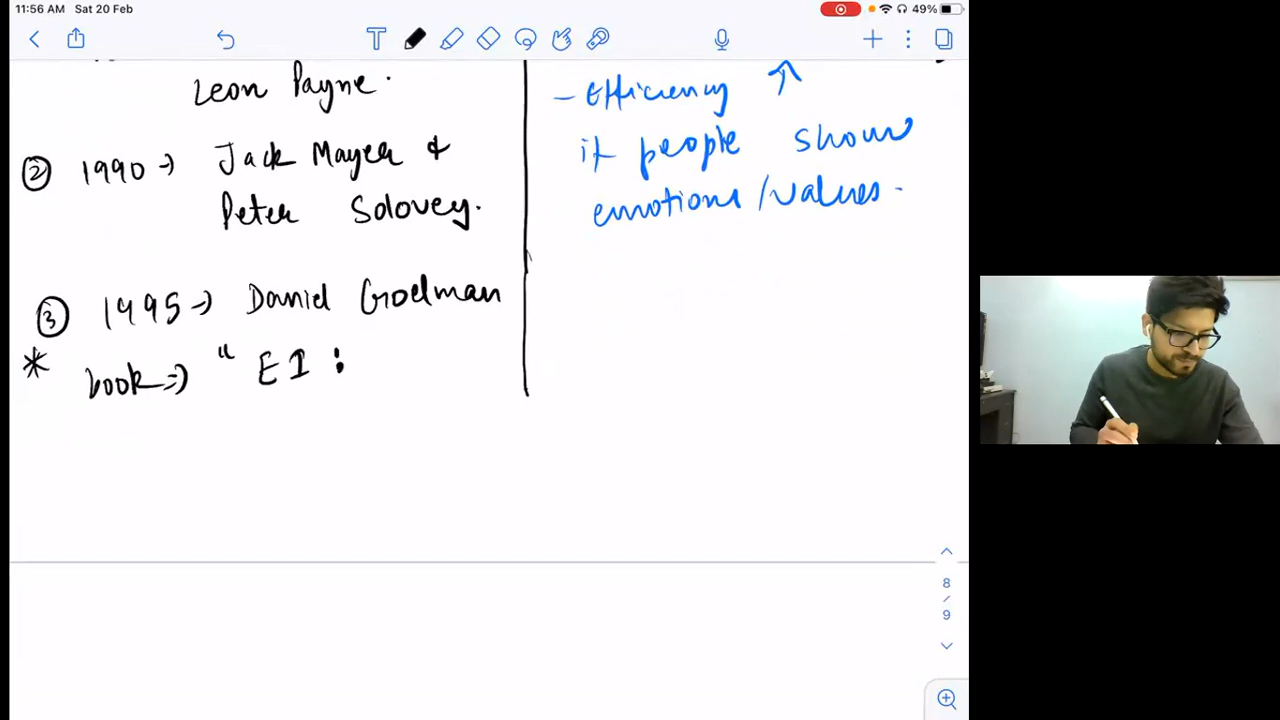 11:56 AM Sat 20 Feb
49%
T
Leon Payne.
② 1990 → Jack Mayer &
Peter Solovey.
③ 1995 → Daniel Goelman
* book ⇒ " EI :
- Efficiency ↑
if people show
emotions / values.
8
/
9